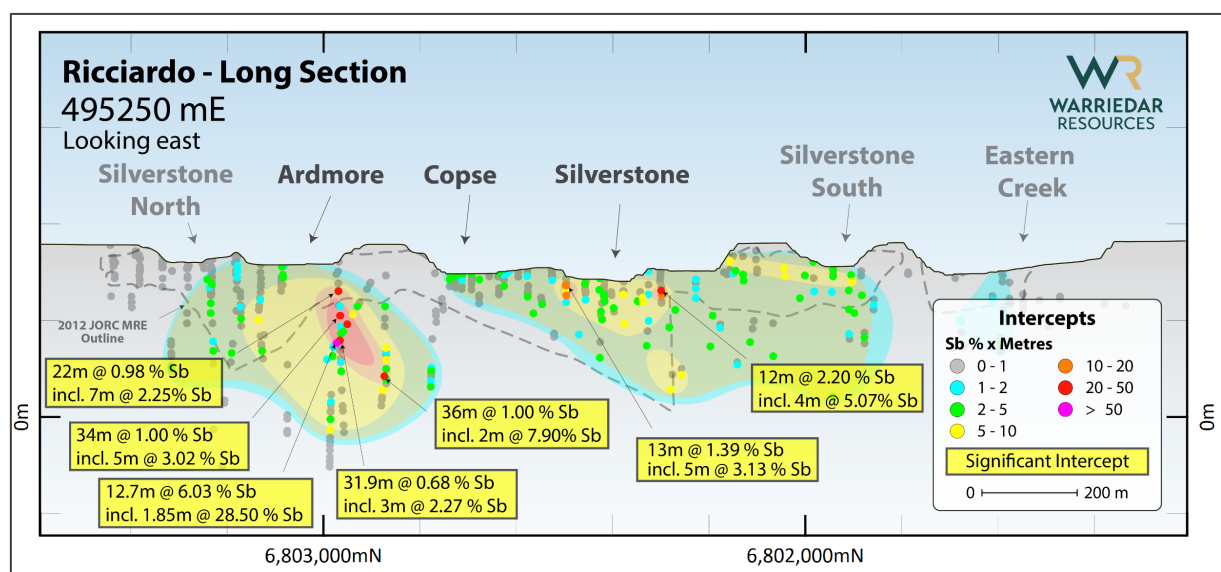 Ricciardo - Long Section
495250 mE
Looking east
WR
WARRIEDAR
RESOURCES
Silverstone
North
Ardmore
Copse
Silverstone
Silverstone
South
Eastern
Creek
2012 JORC MRE
Outline
22m @ 0.98 % Sb
incl. 7m @ 2.25% Sb
34m @ 1.00 % Sb
incl. 5m @ 3.02 % Sb
12.7m @ 6.03 % Sb
incl. 1.85m @ 28.50 % Sb
31.9m @ 0.68 % Sb
incl. 3m @ 2.27 % Sb
36m @ 1.00 % Sb
incl. 2m @ 7.90% Sb
13m @ 1.39 % Sb
incl. 5m @ 3.13 % Sb
12m @ 2.20 % Sb
incl. 4m @ 5.07% Sb
Intercepts
Sb % x Metres
0 - 1
1 - 2
2 - 5
5 - 10
10 - 20
20 - 50
> 50
Significant Intercept
0 200 m
0m
0m
6,803,000mN
6,802,000mN